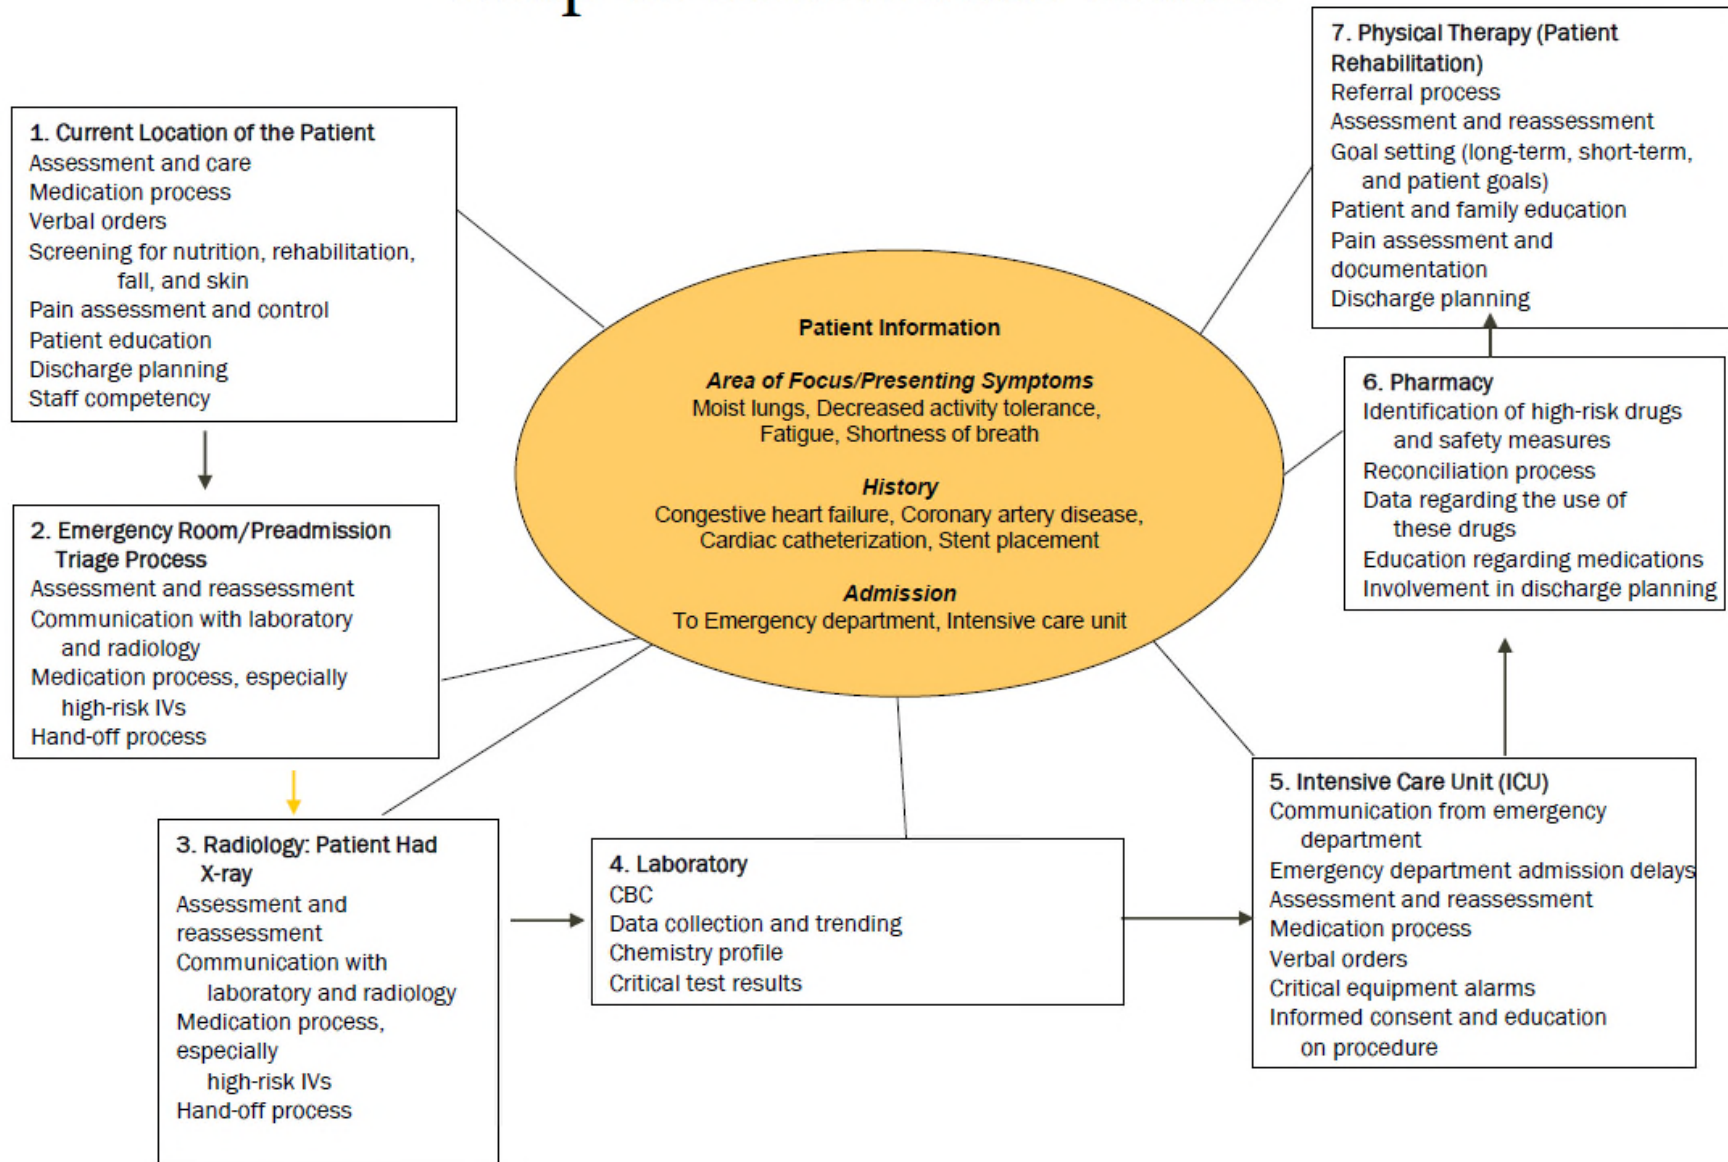 1. Current Location of the Patient
Assessment and care
Medication process
Verbal orders
Screening for nutrition, rehabilitation,
fall, and skin
Pain assessment and control
Patient education
Discharge planning
Staff competency
2. Emergency Room/Preadmission
Triage Process
Assessment and reassessment
Communication with laboratory
and radiology
Medication process, especially
high-risk IVs
Hand-off process
3. Radiology: Patient Had
X-ray
Assessment and
reassessment
Communication with
laboratory and radiology
Medication process,
especially
high-risk IVs
Hand-off process
Patient Information
Area of Focus/Presenting Symptoms
Moist lungs, Decreased activity tolerance,
Fatigue, Shortness of breath
History
Congestive heart failure, Coronary artery disease,
Cardiac catheterization, Stent placement
Admission
To Emergency department, Intensive care unit
4. Laboratory
CBC
Data collection and trending
Chemistry profile
Critical test results
5. Intensive Care Unit (ICU)
Communication from emergency
department
Emergency department admission delays
Assessment and reassessment
Medication process
Verbal orders
Critical equipment alarms
Informed consent and education
on procedure
6. Pharmacy
Identification of high-risk drugs
and safety measures
Reconciliation process
Data regarding the use of
these drugs
Education regarding medications
Involvement in discharge planning
7. Physical Therapy (Patient
Rehabilitation)
Referral process
Assessment and reassessment
Goal setting (long-term, short-term,
and patient goals)
Patient and family education
Pain assessment and
documentation
Discharge planning